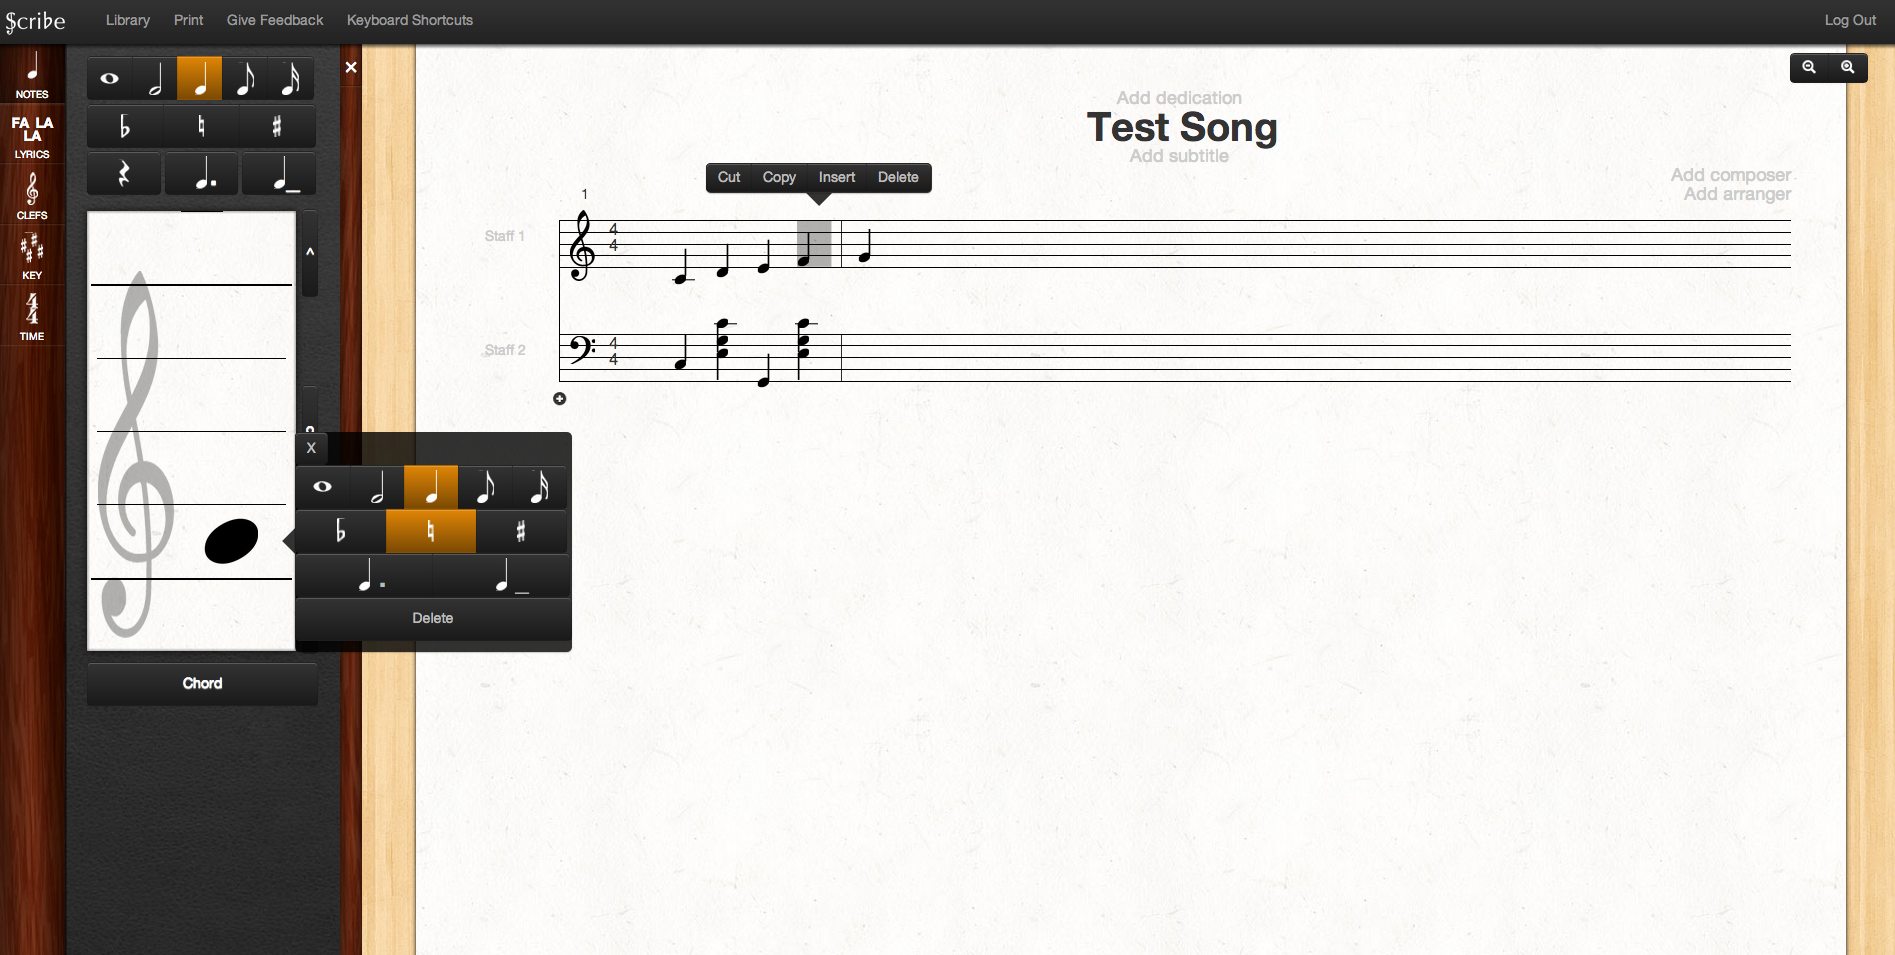 Scribe Library Print Give Feedback Keyboard Shortcuts Log Out
NOTES
FA LA
LA
LYRICS
CLEFS
KEY
4
4
TIME
X
Delete
Chord
Add dedication
Test Song
Add subtitle
Add composer
Add arranger
Cut Copy Insert Delete
1
Staff 1
4
4
Staff 2
4
4